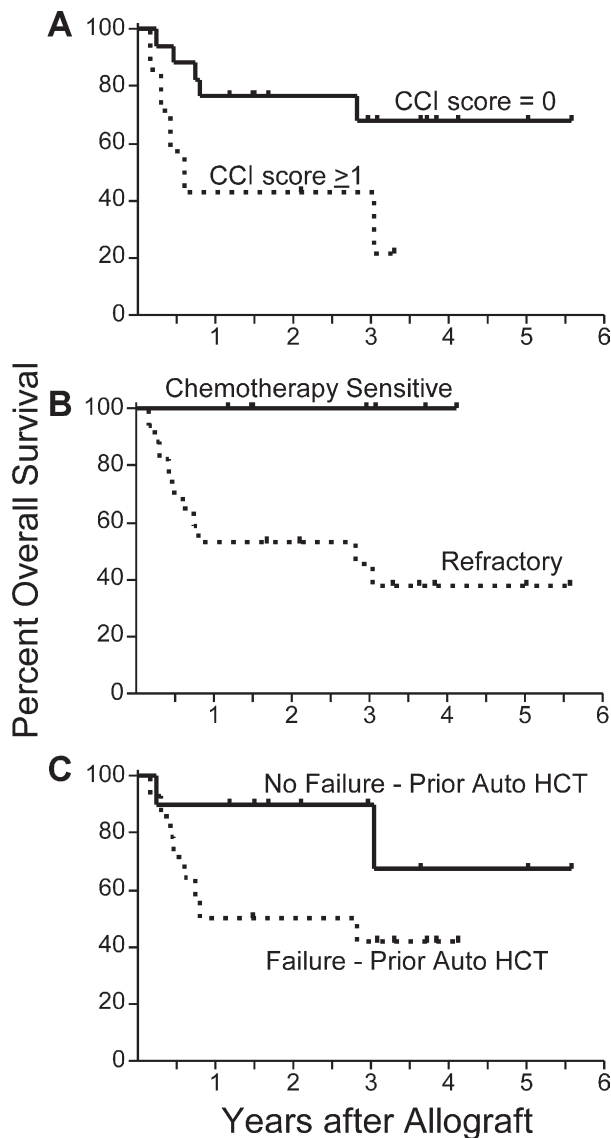 A
100
80
60
40
20
0
CCI score = 0
CCI score ≥1
1 2 3 4 5 6
Percent Overall Survival
B
100
80
60
40
20
0
Chemotherapy Sensitive
Refractory
1 2 3 4 5 6
C
100
80
60
40
20
0
No Failure - Prior Auto HCT
Failure - Prior Auto HCT
1 2 3 4 5 6
Years after Allograft